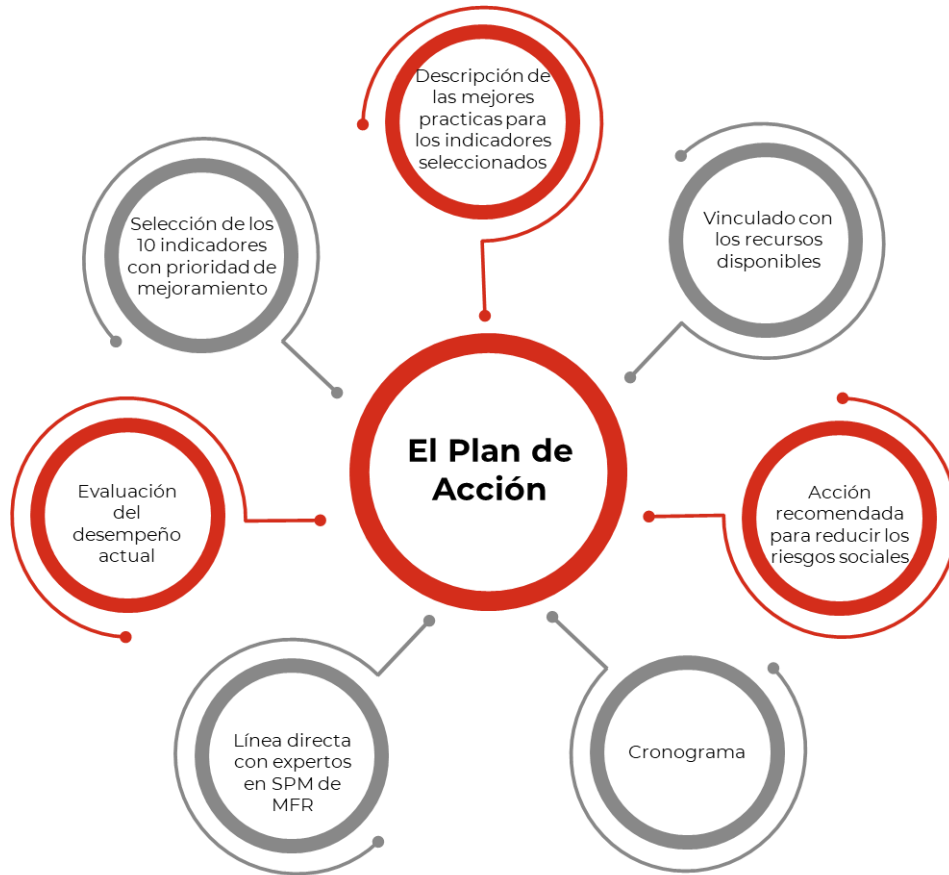 Descripción de
las mejores
practicas para
los indicadores
seleccionados
Selección de los
10 indicadores
con prioridad de
mejoramiento
Vinculado con
los recursos
disponibles
El Plan de
Acción
Evaluación
del
desempeño
actual
Acción
recomendada
para reducir los
riesgos sociales
Línea directa
con expertos
en SPM de
MFR
Cronograma